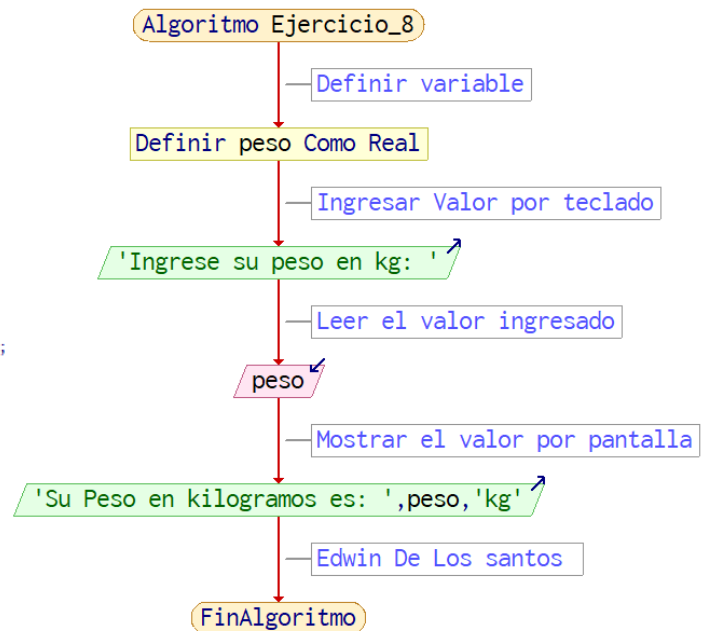 Algoritmo Ejercicio_8
Definir variable
Definir peso Como Real
Ingresar Valor por teclado
'Ingrese su peso en kg: '
Leer el valor ingresado
;
peso
Mostrar el valor por pantalla
'Su Peso en kilogramos es: ',peso,'kg'
Edwin De Los santos
FinAlgoritmo